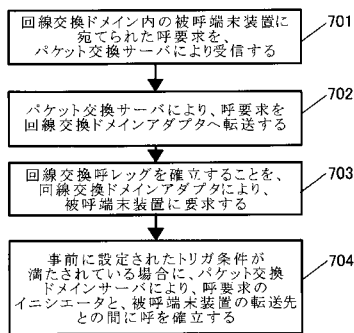 回線交換ドメイン内の被呼端末装置に
宛てられた呼要求を、
パケット交換サーバにより受信する
701
パケット交換サーバにより、呼要求を
回線交換ドメインアダプタへ転送する
702
回線交換呼レッグを確立することを、
回線交換ドメインアダプタにより、
被呼端末装置に要求する
703
事前に設定されたトリガ条件が
満たされている場合に、パケット交換
ドメインサーバにより、呼要求の
イニシエータと、被呼端末装置の転送先
との間に呼を確立する
704